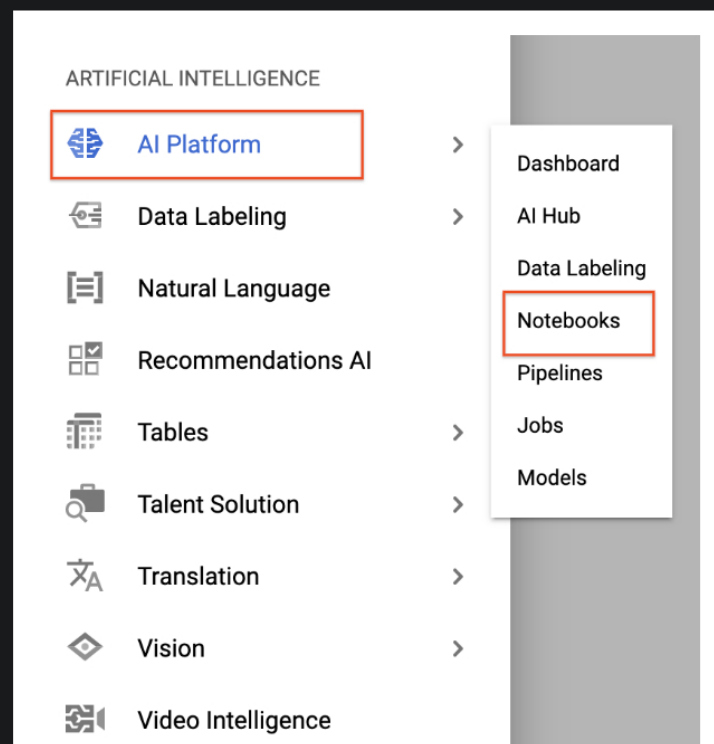 ARTIFICIAL INTELLIGENCE
AI Platform
Data Labeling
Natural Language
Recommendations AI
Tables
Talent Solution
Translation
Vision
Video Intelligence
Dashboard
AI Hub
Data Labeling
Notebooks
Pipelines
Jobs
Models